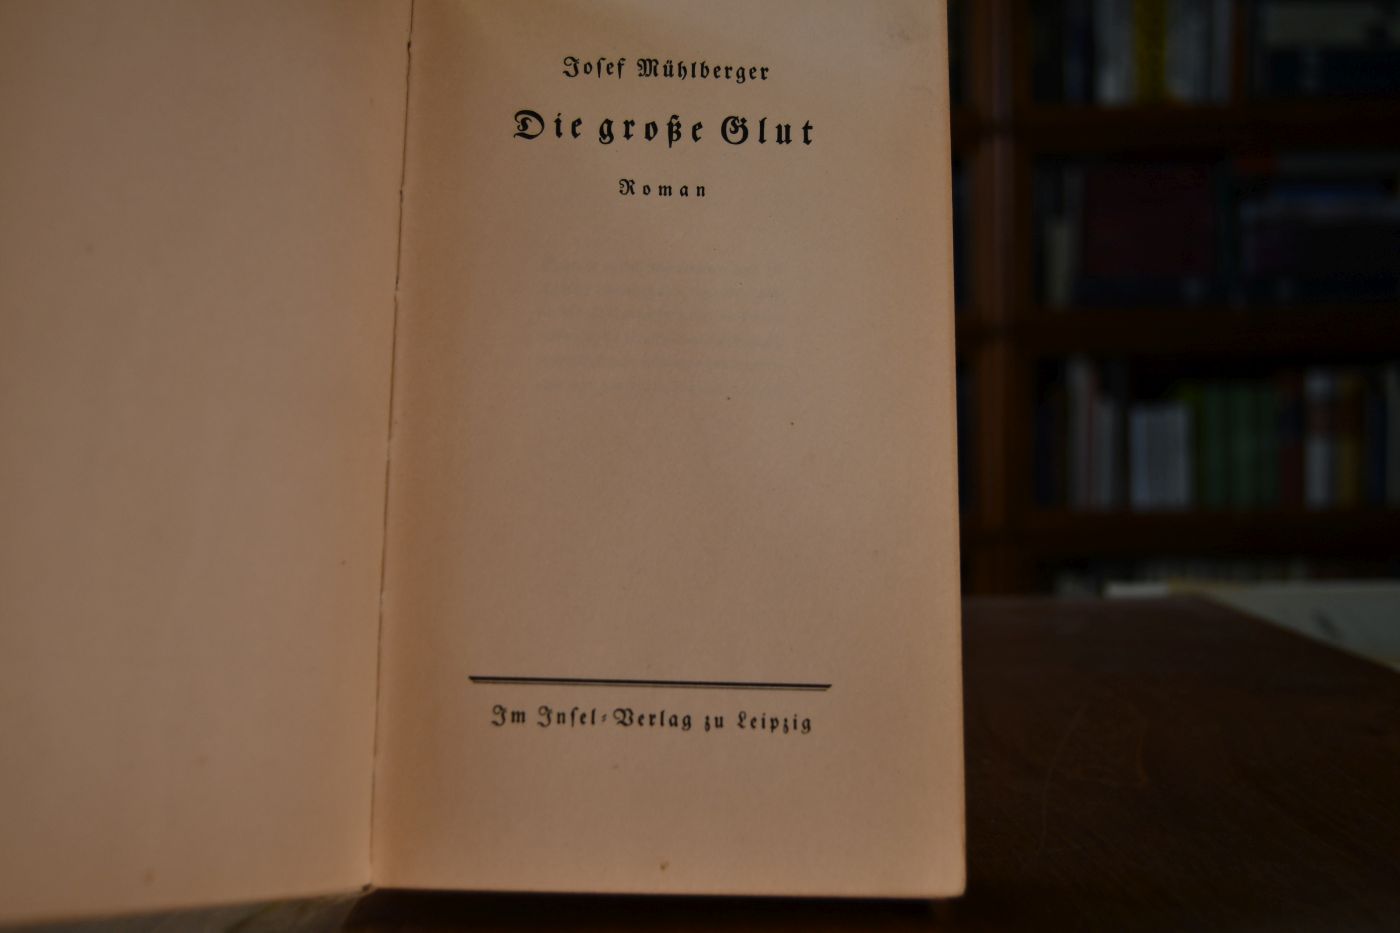 Josef Mühlberger
Die große Glut
Roman
Im Insel-Verlag zu Leipzig